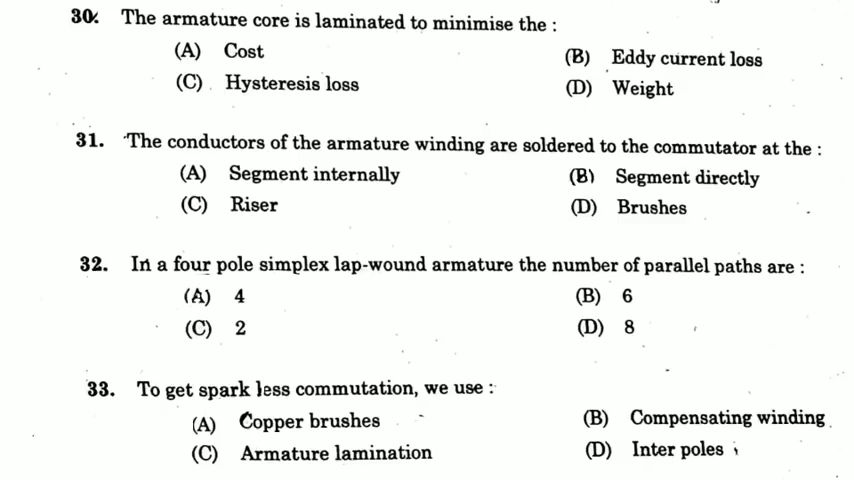 30. The armature core is laminated to minimise the :
(A) Cost (B) Eddy current loss
(C) Hysteresis loss (D) Weight
31. The conductors of the armature winding are soldered to the commutator at the :
(A) Segment internally (B) Segment directly
(C) Riser (D) Brushes
32. In a four pole simplex lap-wound armature the number of parallel paths are :
(A) 4 (B) 6
(C) 2 (D) 8
33. To get spark less commutation, we use :
(A) Copper brushes (B) Compensating winding
(C) Armature lamination (D) Inter poles